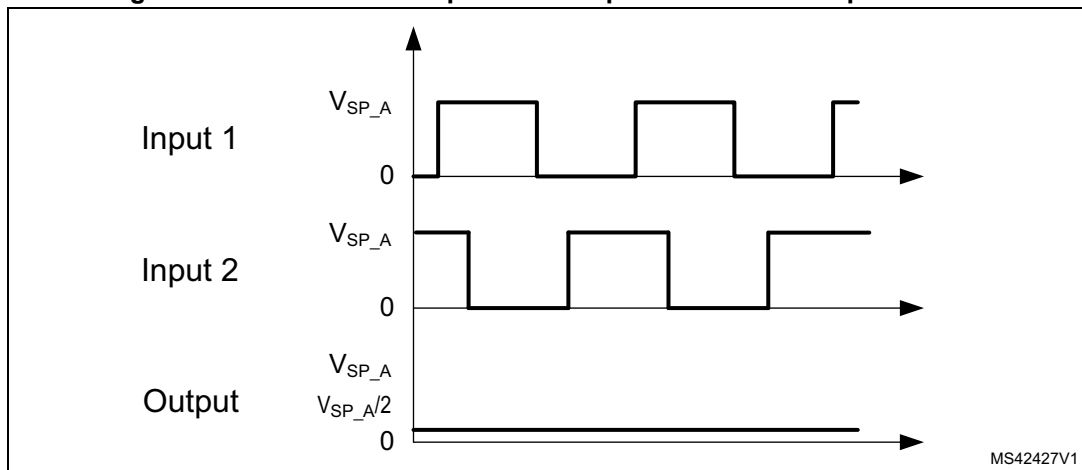 V_SP_A
Input 1
0
V_SP_A
Input 2
0
V_SP_A
Output
V_SP_A/2
0
MS42427V1